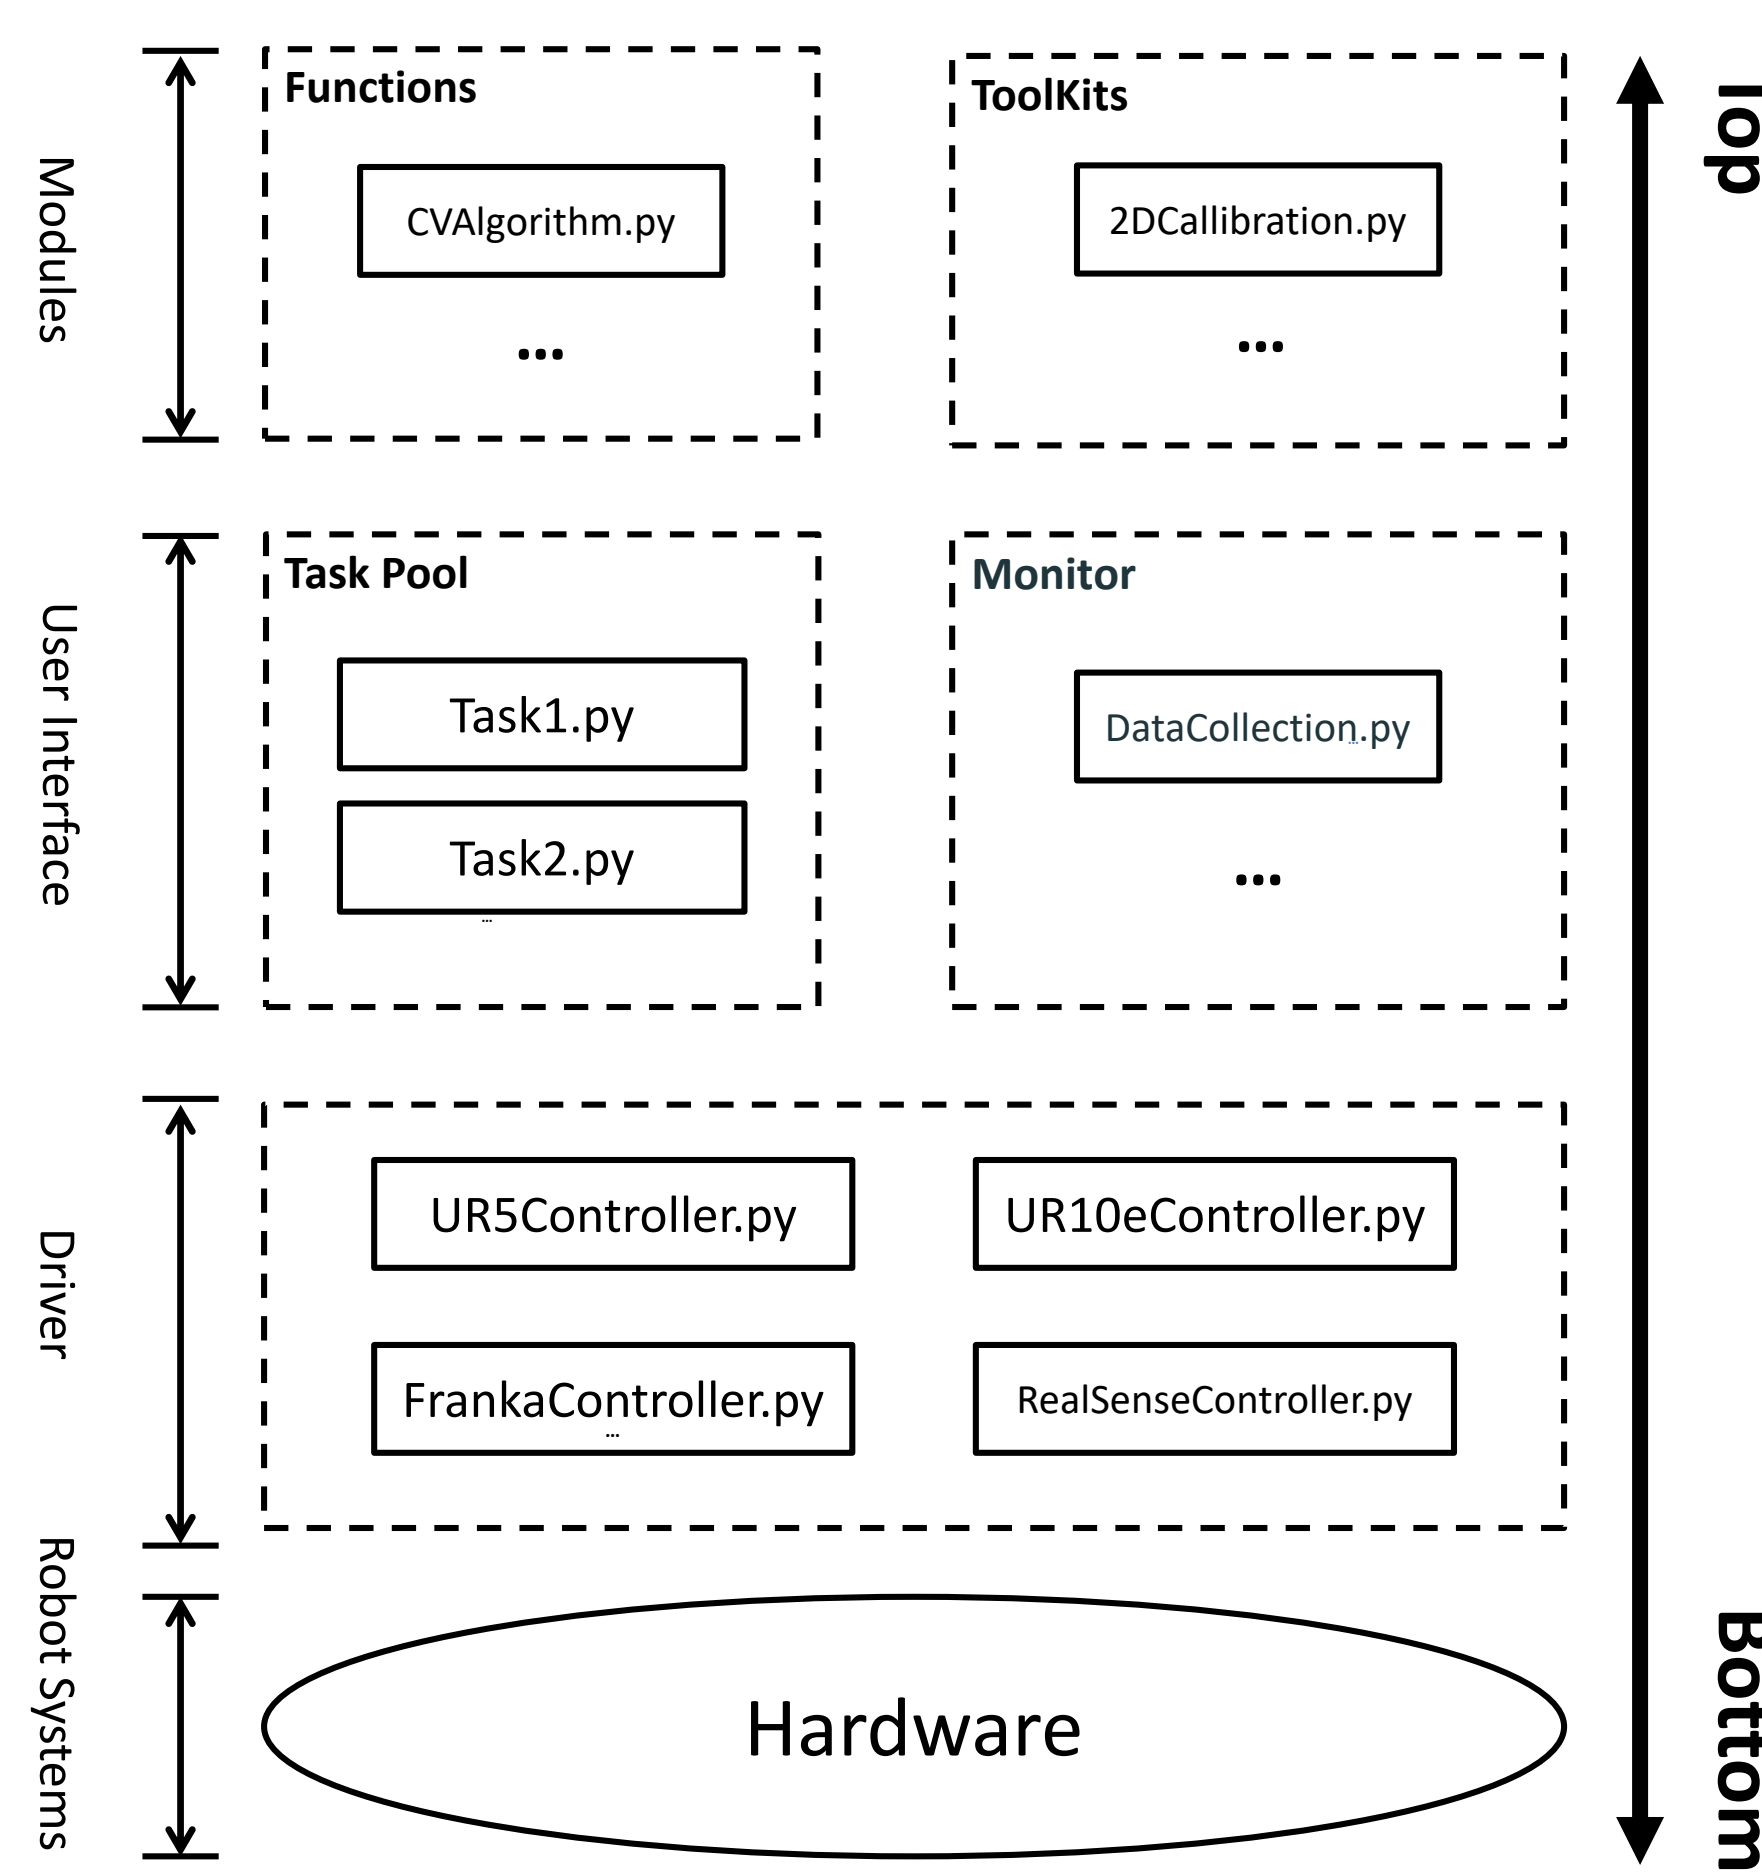 Modules
Functions
CVAlgorithm.py
...
ToolKits
2DCallibration.py
...
Top
User Interface
Task Pool
Task1.py
Task2.py
...
Monitor
DataCollection.py
...
...
Driver
UR5Controller.py
UR10eController.py
FrankaController.py
...
RealSenseController.py
Robot Systems
Hardware
Bottom